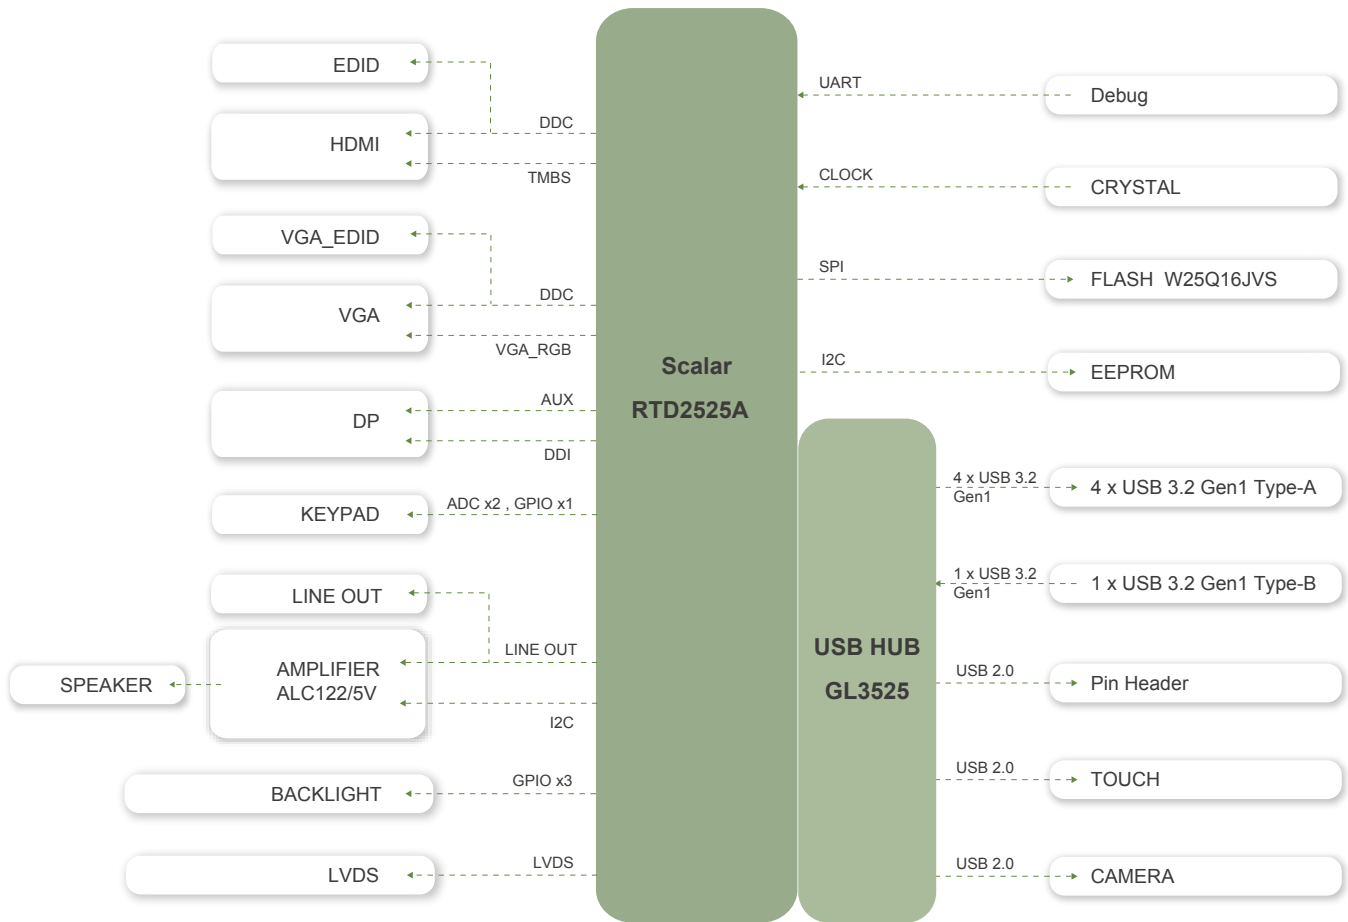 EDID
DDC
HDMI
TMBS
VGA_EDID
DDC
VGA
VGA_RGB
AUX
DP
DDI
KEYPAD
ADC x2 , GPIO x1
LINE OUT
LINE OUT
AMPLIFIER
ALC122/5V
SPEAKER
I2C
GPIO x3
BACKLIGHT
LVDS
LVDS
Scalar
RTD2525A
UART
Debug
CLOCK
CRYSTAL
SPI
FLASH W25Q16JVS
I2C
EEPROM
USB HUB
GL3525
4 x USB 3.2
Gen1
4 x USB 3.2 Gen1 Type-A
1 x USB 3.2
Gen1
1 x USB 3.2 Gen1 Type-B
USB 2.0
Pin Header
USB 2.0
TOUCH
USB 2.0
CAMERA